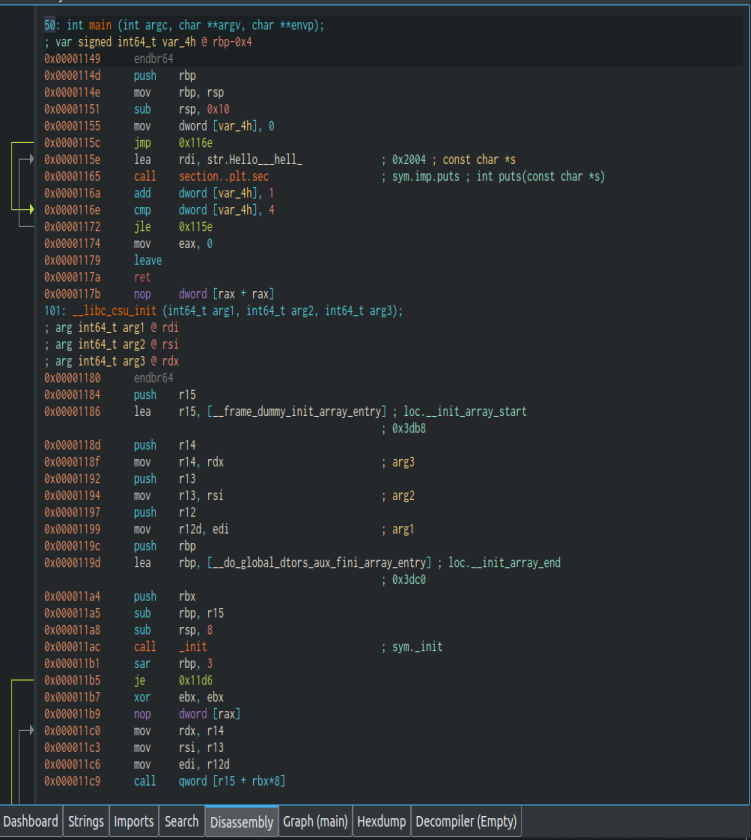 50: int main (int argc, char **argv, char **envp);
; var signed int64_t var_4h @ rbp-0x4
0x00001149 endbr64
0x0000114d push rbp
0x0000114e mov rbp, rsp
0x00001151 sub rsp, 0x10
0x00001155 mov dword [var_4h], 0
0x0000115c jmp 0x116e
0x0000115e lea rdi, str.Hello___hell_ ; 0x2004 ; const char *s
0x00001165 call section..plt.sec ; sym.imp.puts ; int puts(const char *s)
0x0000116a add dword [var_4h], 1
0x0000116e cmp dword [var_4h], 4
0x00001172 jle 0x115e
0x00001174 mov eax, 0
0x00001179 leave
0x0000117a ret
0x0000117b nop dword [rax + rax]
101: __libc_csu_init (int64_t arg1, int64_t arg2, int64_t arg3);
; arg int64_t arg1 @ rdi
; arg int64_t arg2 @ rsi
; arg int64_t arg3 @ rdx
0x00001180 endbr64
0x00001184 push r15
0x00001186 lea r15, [__frame_dummy_init_array_entry] ; loc.__init_array_start
; 0x3db8
0x0000118d push r14
0x0000118f mov r14, rdx ; arg3
0x00001192 push r13
0x00001194 mov r13, rsi ; arg2
0x00001197 push r12
0x00001199 mov r12d, edi ; arg1
0x0000119c push rbp
0x0000119d lea rbp, [__do_global_dtors_aux_fini_array_entry] ; loc.__init_array_end
; 0x3dc0
0x000011a4 push rbx
0x000011a5 sub rbp, r15
0x000011a8 sub rsp, 8
0x000011ac call _init ; sym._init
0x000011b1 sar rbp, 3
0x000011b5 je 0x11d6
0x000011b7 xor ebx, ebx
0x000011b9 nop dword [rax]
0x000011c0 mov rdx, r14
0x000011c3 mov rsi, r13
0x000011c6 mov edi, r12d
0x000011c9 call qword [r15 + rbx*8]
Dashboard Strings Imports Search Disassembly Graph (main) Hexdump Decompiler (Empty)